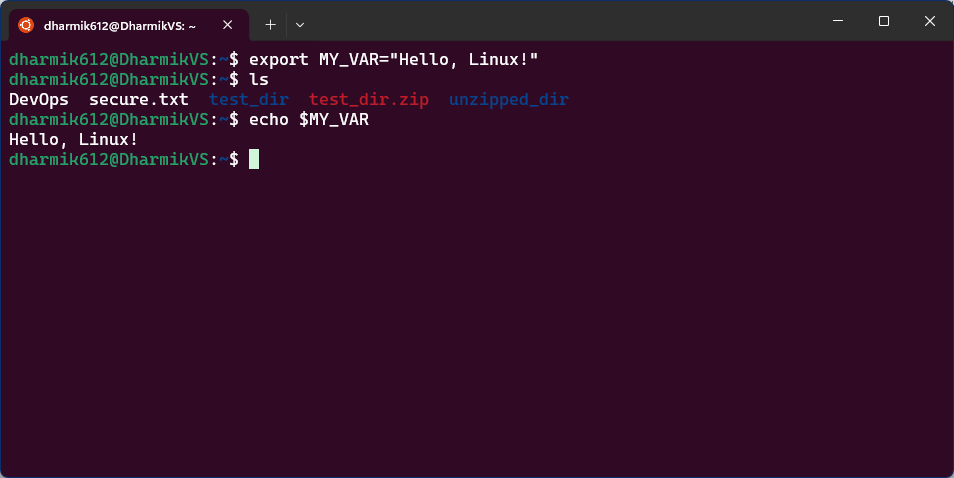 dharmik612@DharmikVS: ~
dharmik612@DharmikVS:~$ export MY_VAR="Hello, Linux!"
dharmik612@DharmikVS:~$ ls
DevOps  secure.txt  test_dir  test_dir.zip  unzipped_dir
dharmik612@DharmikVS:~$ echo $MY_VAR
Hello, Linux!
dharmik612@DharmikVS:~$